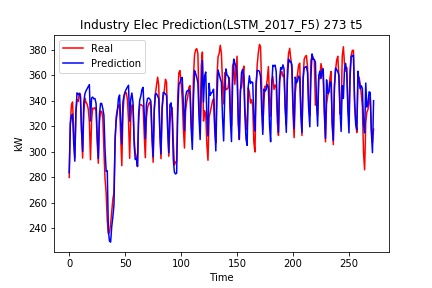 Industry Elec Prediction(LSTM_2017_F5) 273 t5
Real
Prediction
kW
380
360
340
320
300
280
260
240
0 50 100 150 200 250
Time